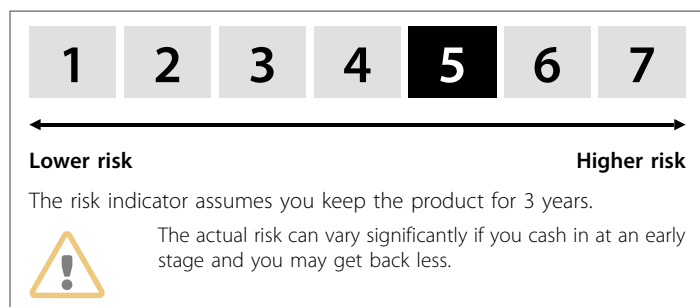 1 2 3 4 5 6 7
Lower risk Higher risk
The risk indicator assumes you keep the product for 3 years.
The actual risk can vary significantly if you cash in at an early
stage and you may get back less.